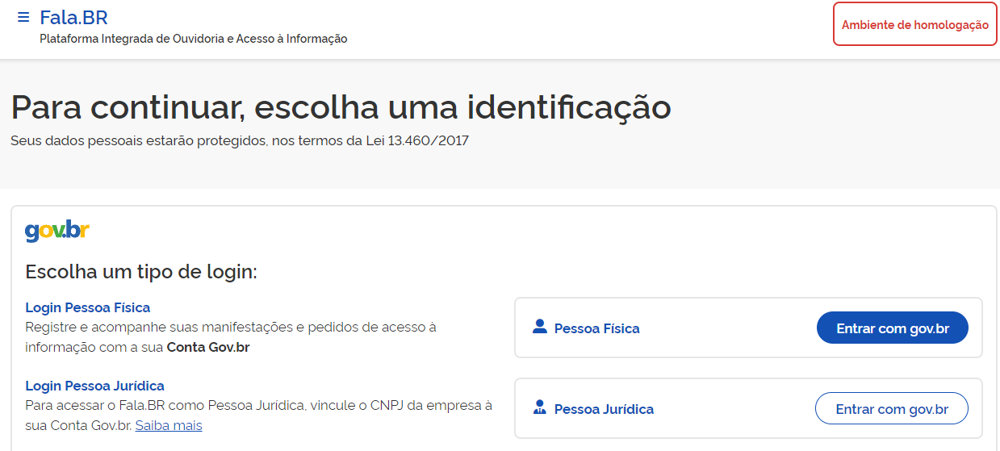 Fala.BR
Plataforma Integrada de Ouvidoria e Acesso à Informação
Ambiente de homologação
Para continuar, escolha uma identificação
Seus dados pessoais estarão protegidos, nos termos da Lei 13.460/2017
gov.br
Escolha um tipo de login:
Login Pessoa Física
Registre e acompanhe suas manifestações e pedidos de acesso à
informação com a sua Conta Gov.br
Pessoa Física
Entrar com gov.br
Login Pessoa Jurídica
Para acessar o Fala.BR como Pessoa Jurídica, vincule o CNPJ da empresa à
sua Conta Gov.br. Saiba mais
Pessoa Jurídica
Entrar com gov.br